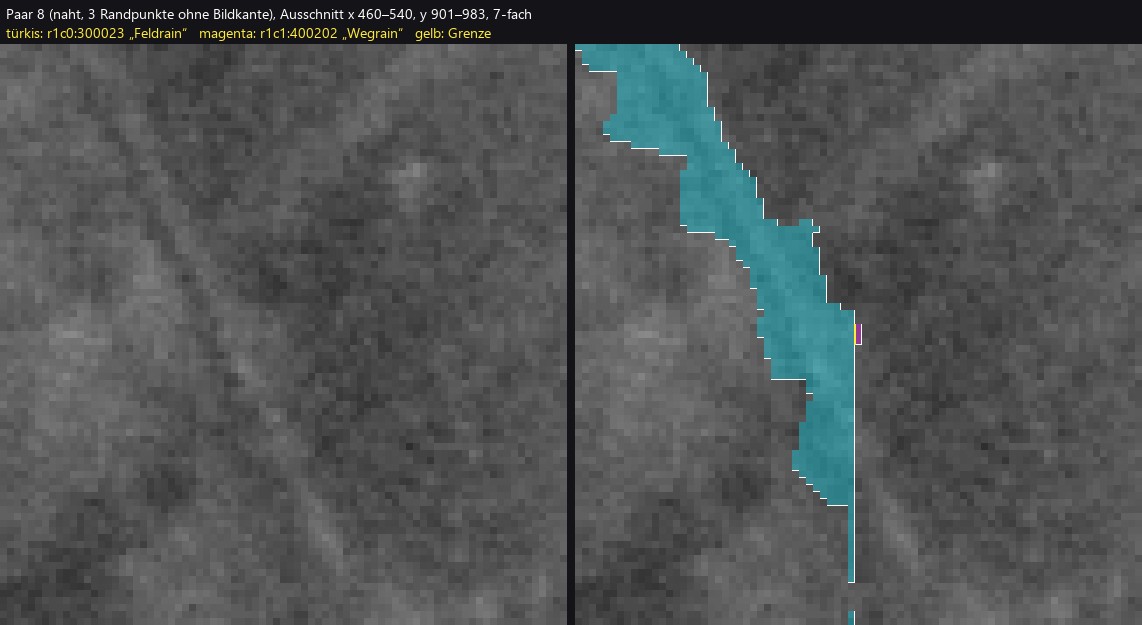 Paar 8 (naht, 3 Randpunkte ohne Bildkante), Ausschnitt x 460–540, y 901–983, 7-fach
türkis: r1c0:300023 „Feldrain“ magenta: r1c1:400202 „Wegrain“ gelb: Grenze